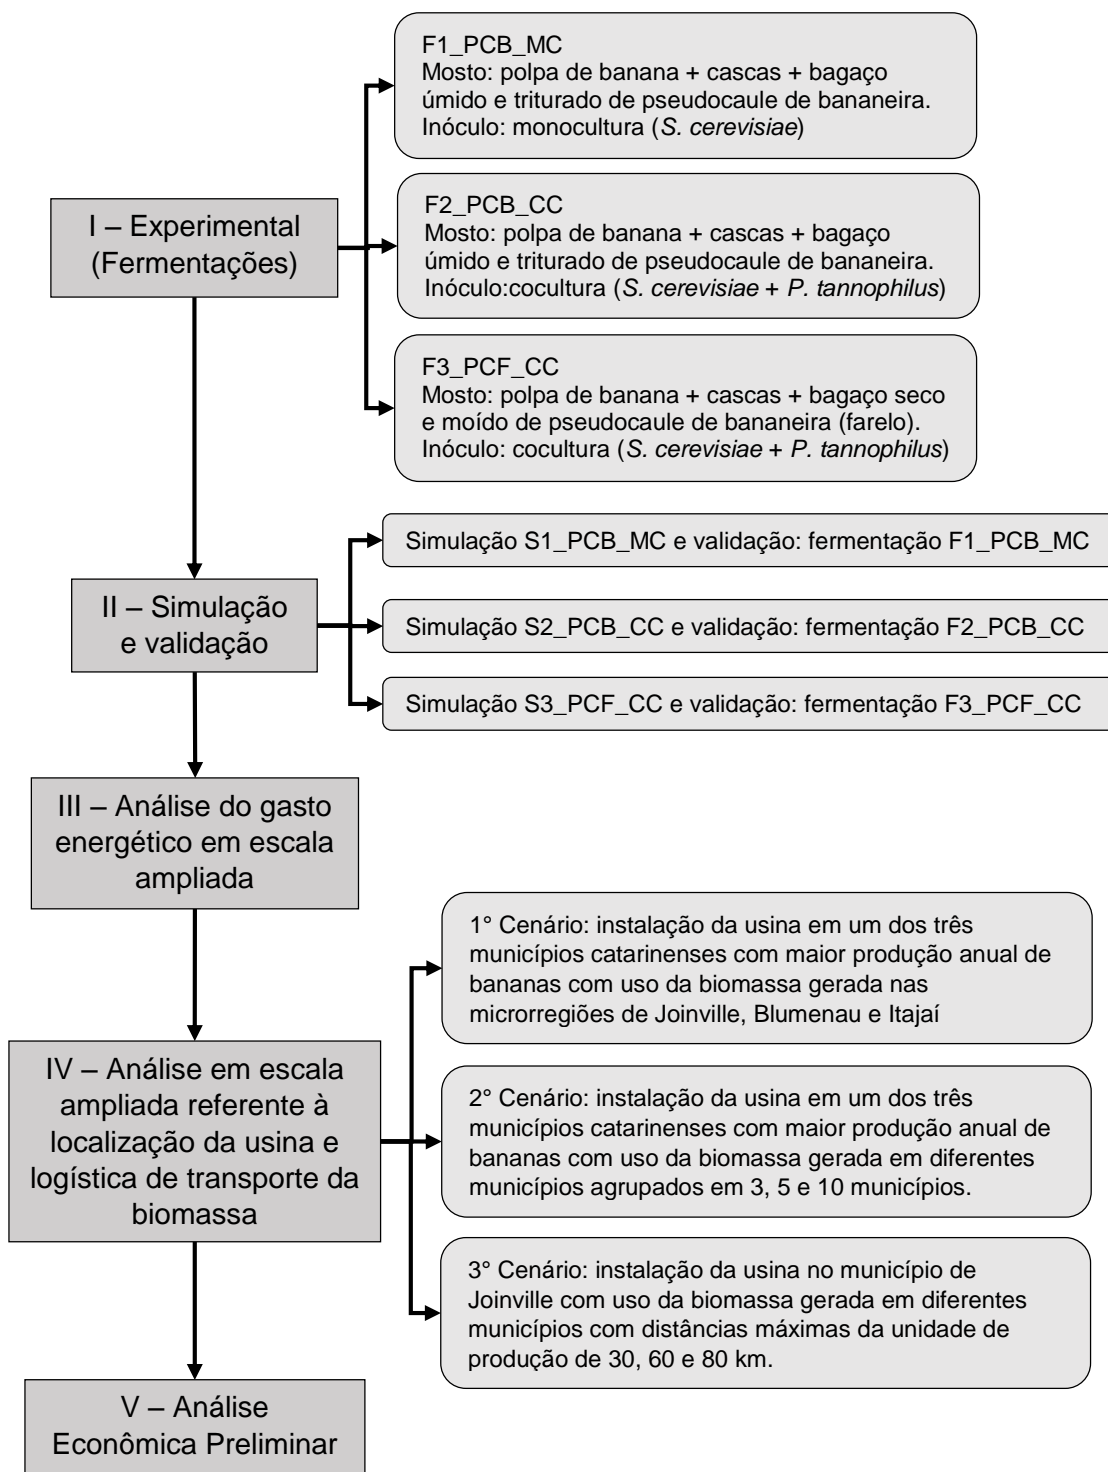 F1_PCB_MC
Mosto: polpa de banana + cascas + bagaço
úmido e triturado de pseudocaule de bananeira.
Inóculo: monocultura (S. cerevisiae)
I – Experimental
(Fermentações)
F2_PCB_CC
Mosto: polpa de banana + cascas + bagaço
úmido e triturado de pseudocaule de bananeira.
Inóculo:cocultura (S. cerevisiae + P. tannophilus)
F3_PCF_CC
Mosto: polpa de banana + cascas + bagaço seco
e moído de pseudocaule de bananeira (farelo).
Inóculo: cocultura (S. cerevisiae + P. tannophilus)
II – Simulação
e validação
Simulação S1_PCB_MC e validação: fermentação F1_PCB_MC
Simulação S2_PCB_CC e validação: fermentação F2_PCB_CC
Simulação S3_PCF_CC e validação: fermentação F3_PCF_CC
III – Análise do gasto
energético em escala
ampliada
IV – Análise em escala
ampliada referente à
localização da usina e
logística de transporte da
biomassa
1° Cenário: instalação da usina em um dos três
municípios catarinenses com maior produção anual de
bananas com uso da biomassa gerada nas
microrregiões de Joinville, Blumenau e Itajaí
2° Cenário: instalação da usina em um dos três
municípios catarinenses com maior produção anual de
bananas com uso da biomassa gerada em diferentes
municípios agrupados em 3, 5 e 10 municípios.
3° Cenário: instalação da usina no município de
Joinville com uso da biomassa gerada em diferentes
municípios com distâncias máximas da unidade de
produção de 30, 60 e 80 km.
V – Análise
Econômica Preliminar